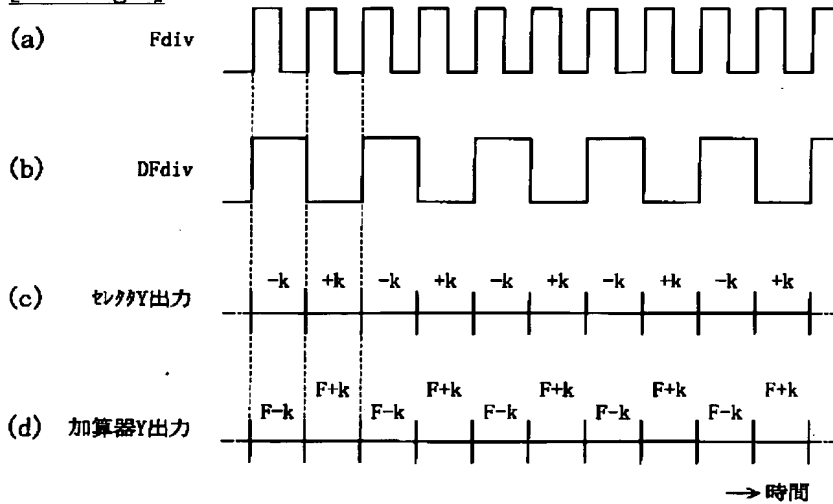 (a) Fdiv
(b) DFdiv
-k +k -k +k -k +k -k +k -k +k
(c) セレクタY出力
F+k F+k F+k F+k F+k
F-k F-k F-k F-k F-k
(d) 加算器Y出力
→時間